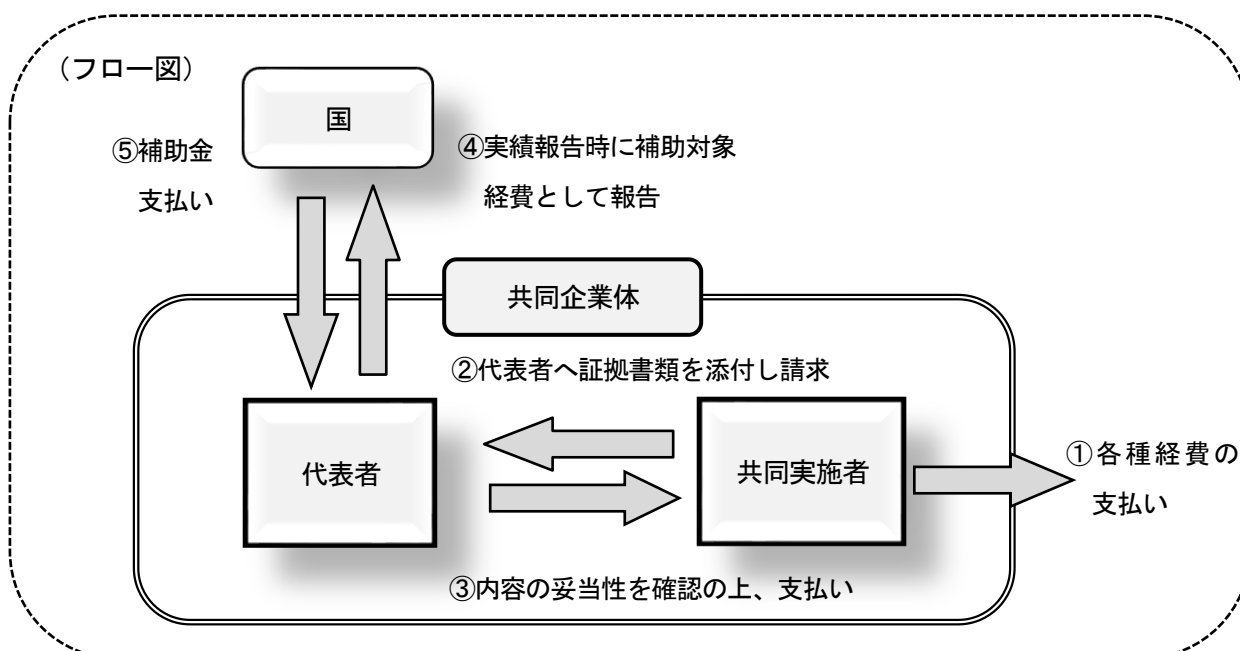 （フロー図）
国
⑤補助金
支払い
④実績報告時に補助対象
経費として報告
共同企業体
②代表者へ証拠書類を添付し請求
代表者
共同実施者
①各種経費の
支払い
③内容の妥当性を確認の上、支払い